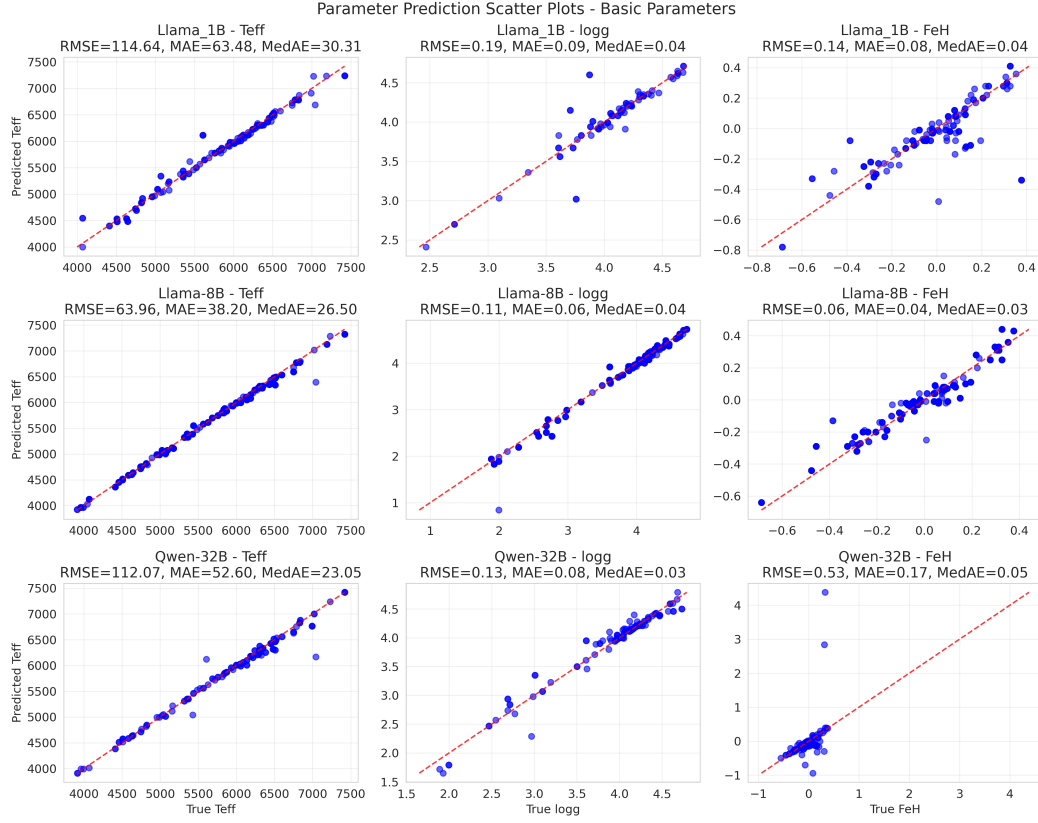 Parameter Prediction Scatter Plots - Basic Parameters
Llama_1B - Teff
RMSE=114.64, MAE=63.48, MedAE=30.31
Llama_1B - logg
RMSE=0.19, MAE=0.09, MedAE=0.04
Llama_1B - FeH
RMSE=0.14, MAE=0.08, MedAE=0.04
Predicted Teff
7500
7000
6500
6000
5500
5000
4500
4000
4000 4500 5000 5500 6000 6500 7000 7500
4.5
4.0
3.5
3.0
2.5
2.5 3.0 3.5 4.0 4.5
0.4
0.2
0.0
−0.2
−0.4
−0.6
−0.8
−0.8 −0.6 −0.4 −0.2 0.0 0.2 0.4
Llama-8B - Teff
RMSE=63.96, MAE=38.20, MedAE=26.50
Llama-8B - logg
RMSE=0.11, MAE=0.06, MedAE=0.04
Llama-8B - FeH
RMSE=0.06, MAE=0.04, MedAE=0.03
Predicted Teff
7500
7000
6500
6000
5500
5000
4500
4000
4000 4500 5000 5500 6000 6500 7000 7500
4
3
2
1
1 2 3 4
0.4
0.2
0.0
−0.2
−0.4
−0.6
−0.6 −0.4 −0.2 0.0 0.2 0.4
Qwen-32B - Teff
RMSE=112.07, MAE=52.60, MedAE=23.05
Qwen-32B - logg
RMSE=0.13, MAE=0.08, MedAE=0.03
Qwen-32B - FeH
RMSE=0.53, MAE=0.17, MedAE=0.05
Predicted Teff
7500
7000
6500
6000
5500
5000
4500
4000
4000 4500 5000 5500 6000 6500 7000 7500
True Teff
4.5
4.0
3.5
3.0
2.5
2.0
1.5
1.5 2.0 2.5 3.0 3.5 4.0 4.5
True logg
4
3
2
1
0
−1
−1 0 1 2 3 4
True FeH